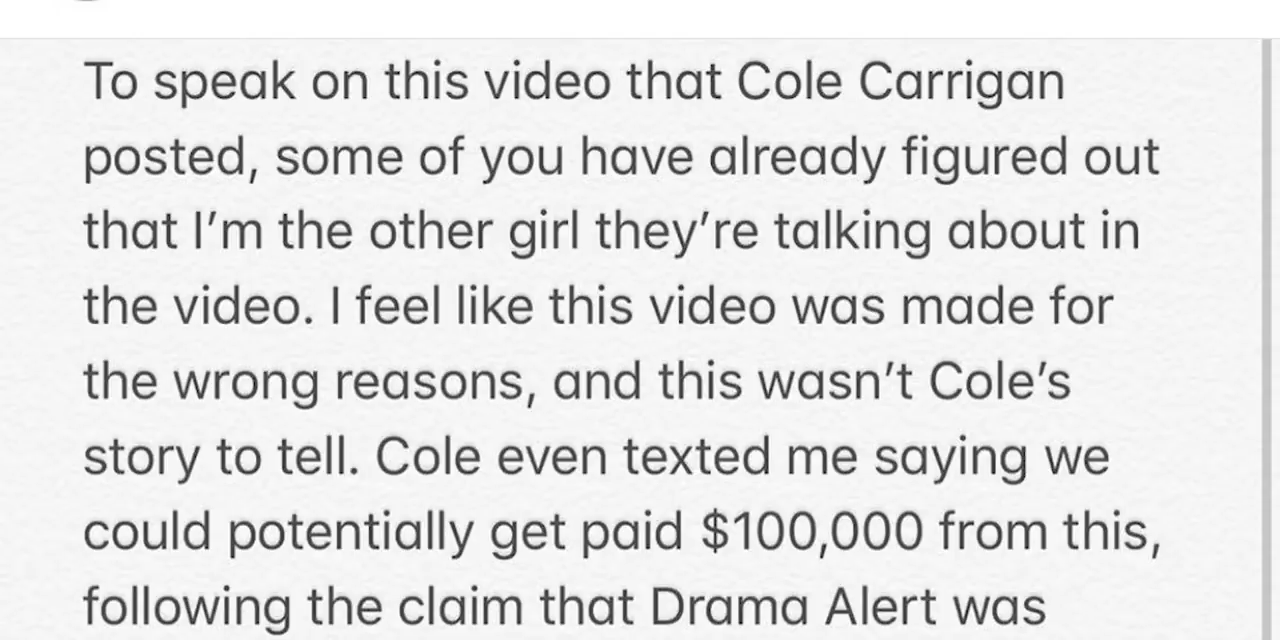 To speak on this video that Cole Carrigan
posted, some of you have already figured out
that I’m the other girl they’re talking about in
the video. I feel like this video was made for
the wrong reasons, and this wasn’t Cole’s
story to tell. Cole even texted me saying we
could potentially get paid $100,000 from this,
following the claim that Drama Alert was